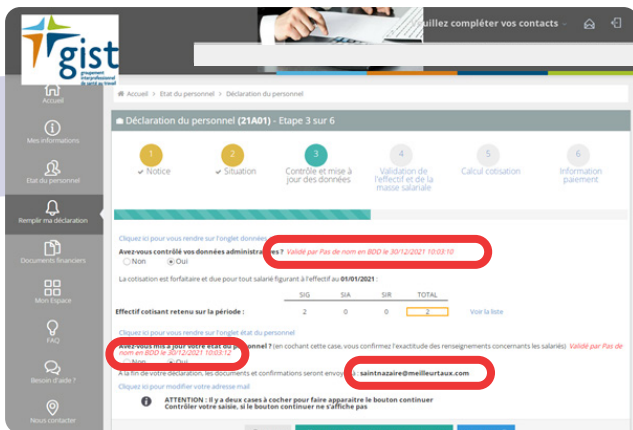 uillez compléter vos contacts
gist
groupement
interprofessionnel
de santé au travail
Accueil > Etat du personnel > Déclaration du personnel
Accueil
Mes informations
Etat du personnel
Remplir ma déclaration
Documents financiers
Mon Espace
FAQ
Besoin d'aide ?
Nous contacter
Déclaration du personnel (21A01) - Etape 3 sur 6
1
Notice
2
Situation
3
Contrôle et mise à
jour des données
4
Validation de
l'effectif et de la
masse salariale
5
Calcul cotisation
6
Information
paiement
Cliquez ici pour vous rendre sur l'onglet données
Avez-vous contrôlé vos données administratives ? Validé par Pas de nom en BDD le 30/12/2021 10:03:10
Non Oui
La cotisation est forfaitaire et due pour tout salarié figurant à l'effectif au 01/01/2021 :
SIG SIA SIR TOTAL
Effectif cotisant retenu sur la période : 2 0 0 2 Voir la liste
Cliquez ici pour vous rendre sur l'onglet état du personnel
Avez-vous mis à jour votre état du personnel ? (en cochant cette case, vous confirmez l'exactitude des renseignements concernants les salariés) Validé par Pas de
nom en BDD le 30/12/2021 10:03:12
Non Oui
A la fin de votre déclaration, les documents et confirmations seront envoyé à : saintnazaire@meilleurtaux.com
Cliquez ici pour modifier votre adresse mail
ATTENTION : Il y a deux cases à cocher pour faire apparaitre le bouton continuer
Contrôler votre saisie, si le bouton continuer ne s'affiche pas